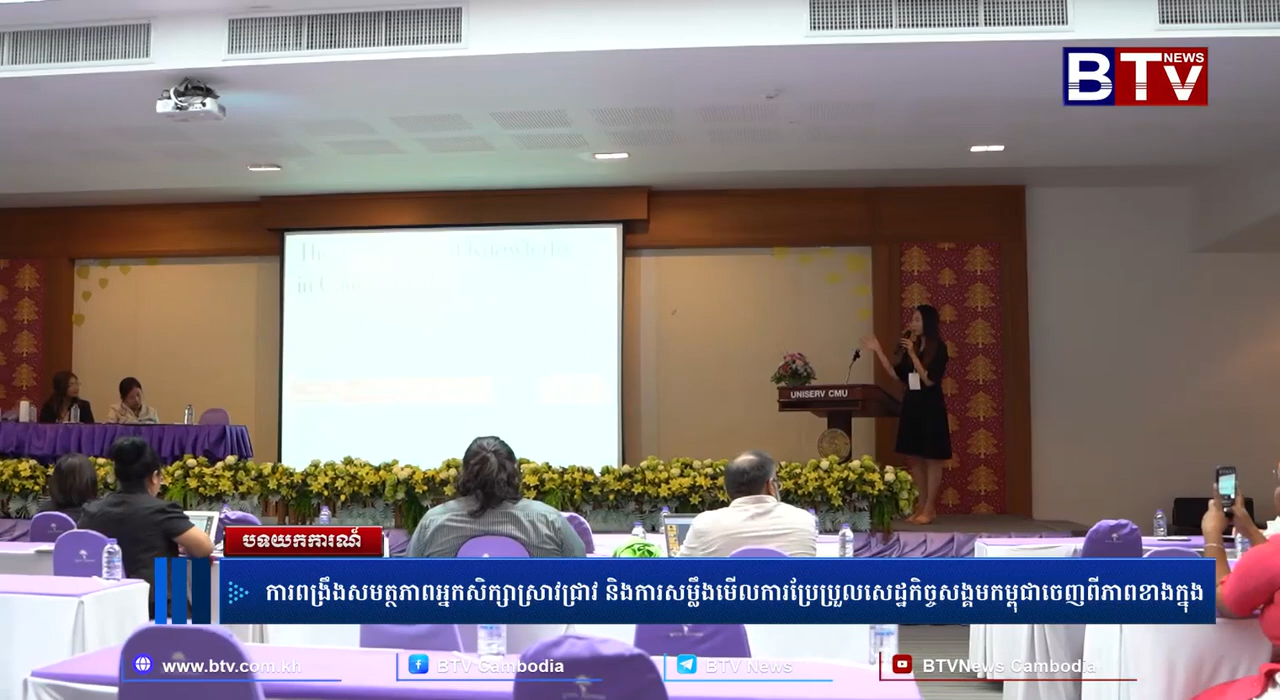 BTV NEWS
UNISERV CMU
បទយកការណ៍
ការពង្រឹងសមត្ថភាពអ្នកសិក្សាស្រាវជ្រាវ និងការសម្លឹងមើលការប្រែប្រួលសេដ្ឋកិច្ចសង្គមកម្ពុជាចេញពីភាពខាងក្នុង
www.btv.com.kh
BTV Cambodia
BTV News
BTVNews Cambodia